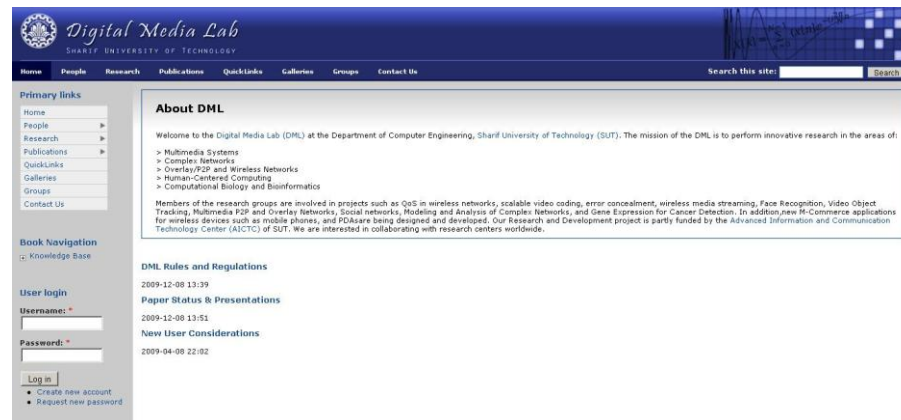 Digital Media Lab
SHARIF UNIVERSITY OF TECHNOLOGY
Home People Research Publications QuickLinks Galleries Groups Contact Us Search this site: Search
Primary links
Home
People
Research
Publications
QuickLinks
Galleries
Groups
Contact Us
Book Navigation
Knowledge Base
User login
Username: *
Password: *
Log in
Create new account
Request new password
About DML
Welcome to the Digital Media Lab (DML) at the Department of Computer Engineering, Sharif University of Technology (SUT). The mission of the DML is to perform innovative research in the areas of:
> Multimedia Systems
> Complex Networks
> Overlay/P2P and Wireless Networks
> Human-Centered Computing
> Computational Biology and Bioinformatics
Members of the research groups are involved in projects such as QoS in wireless networks, scalable video coding, error concealment, wireless media streaming, Face Recognition, Video Object
Tracking, Multimedia P2P and Overlay Networks, Social networks, Modeling and Analysis of Complex Networks, and Gene Expression for Cancer Detection. In addition,new M-Commerce applications
for wireless devices such as mobile phones, and PDAsare being designed and developed. Our Research and Development project is partly funded by the Advanced Information and Communication
Technology Center (AICTC) of SUT. We are interested in collaborating with research centers worldwide.
DML Rules and Regulations
2009-12-08 13:39
Paper Status & Presentations
2009-12-08 13:51
New User Considerations
2009-04-08 22:02